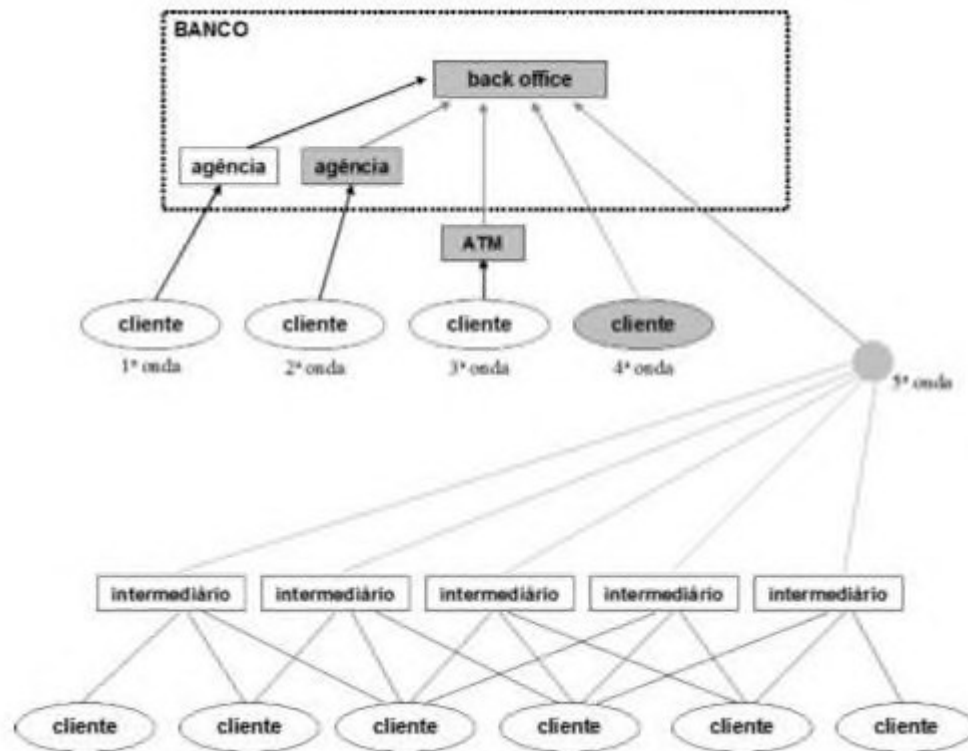 BANCO
back office
agência
agência
ATM
cliente
cliente
cliente
cliente
1ª onda
2ª onda
3ª onda
4ª onda
5ª onda
intermediário
intermediário
intermediário
intermediário
intermediário
cliente
cliente
cliente
cliente
cliente
cliente